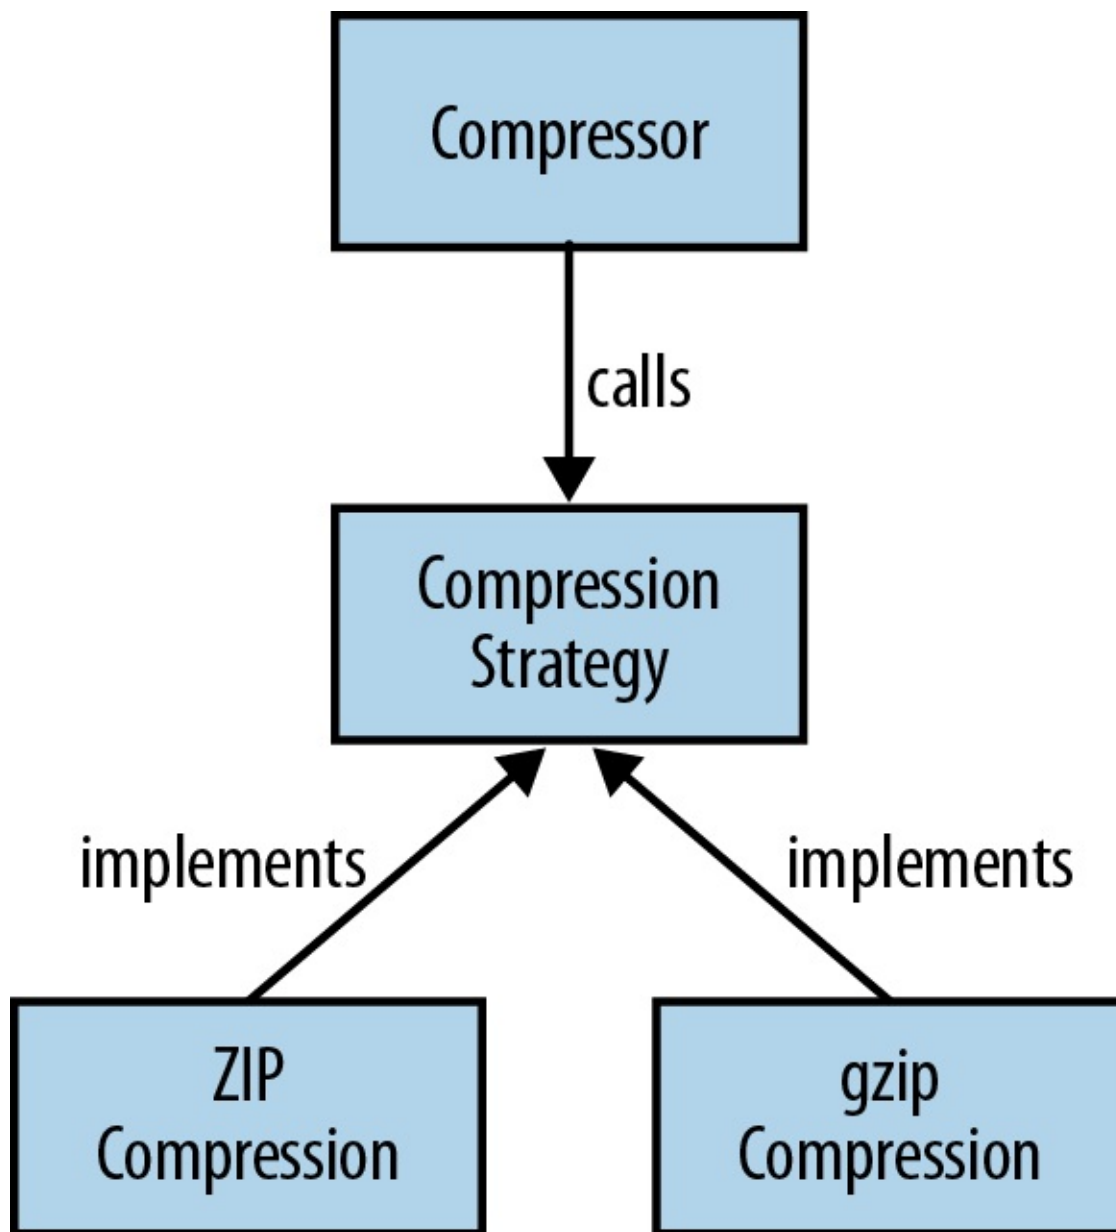 Compressor
calls
Compression
Strategy
implements
implements
ZIP
Compression
gzip
Compression